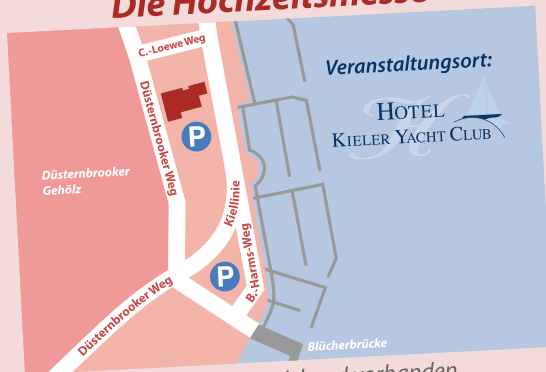 Die Hochzeitsmesse
C.-Loewe Weg
Veranstaltungsort:
Düsternbrooker Weg
HOTEL
KIELER YACHT CLUB
P
Düsternbrooker
Gehölz
Kiellinie
B.-Harms-Weg
P
Düsternbrooker Weg
Blücherbrücke
vorhanden